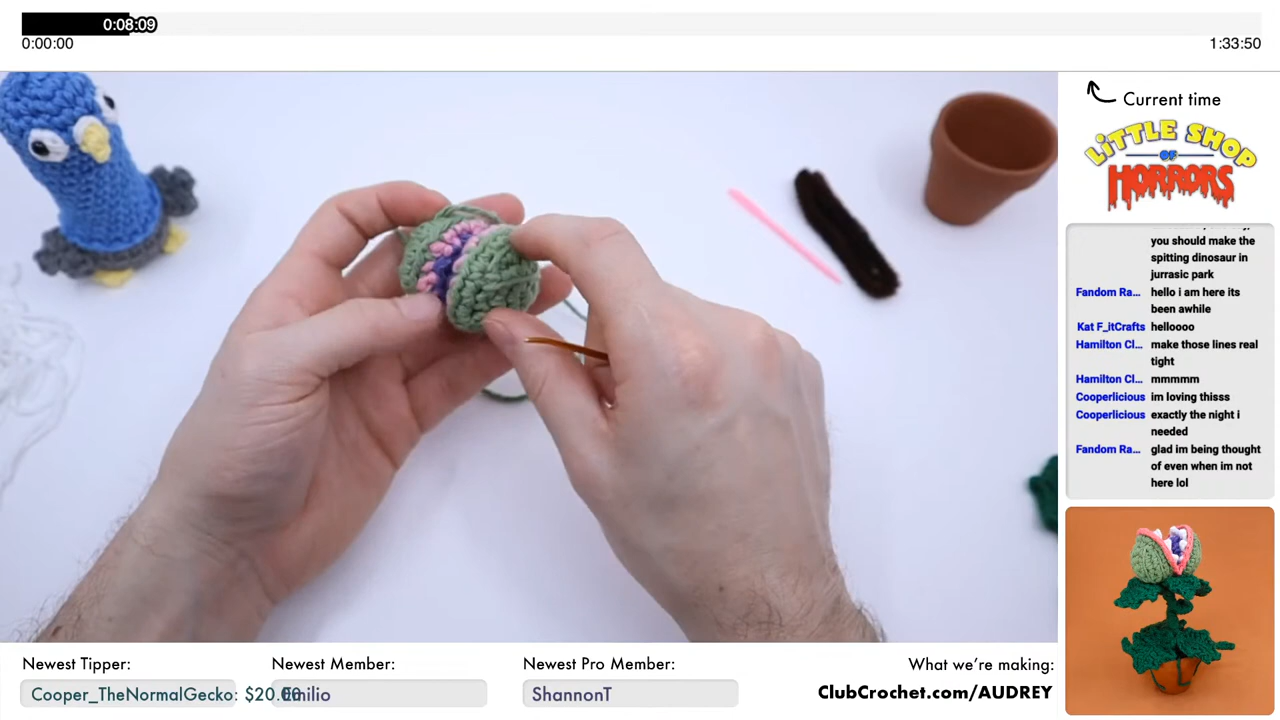 0:08:09
0:00:00
1:33:50
Current time
LiTTLE SHOP
OF
HORRORS
you should make the
spitting dinosaur in
jurrasic park
Fandom Ra... hello i am here its
been awhile
Kat F_itCrafts helloooo
Hamilton Cl... make those lines real
tight
Hamilton Cl... mmmmm
Cooperlicious im loving thisss
Cooperlicious exactly the night i
needed
Fandom Ra... glad im being thought
of even when im not
here lol
Newest Tipper:
Cooper_TheNormalGecko: $20.00
Newest Member:
Emilio
Newest Pro Member:
ShannonT
What we're making:
ClubCrochet.com/AUDREY